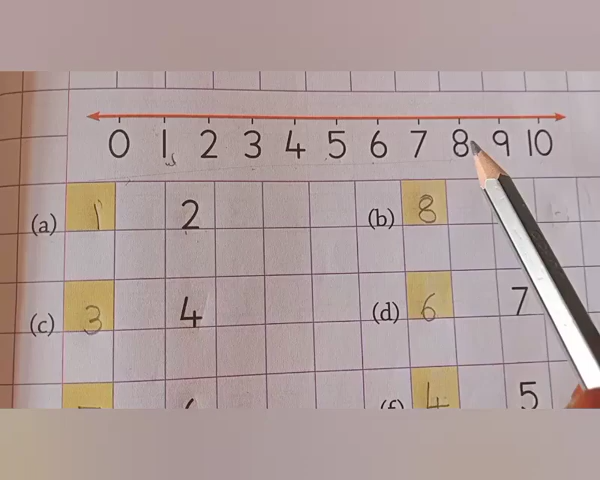 0 1 2 3 4 5 6 7 8 9 10
(a) 1 2 (b) 8
(c) 3 4 (d) 6 7
(f) 4 5